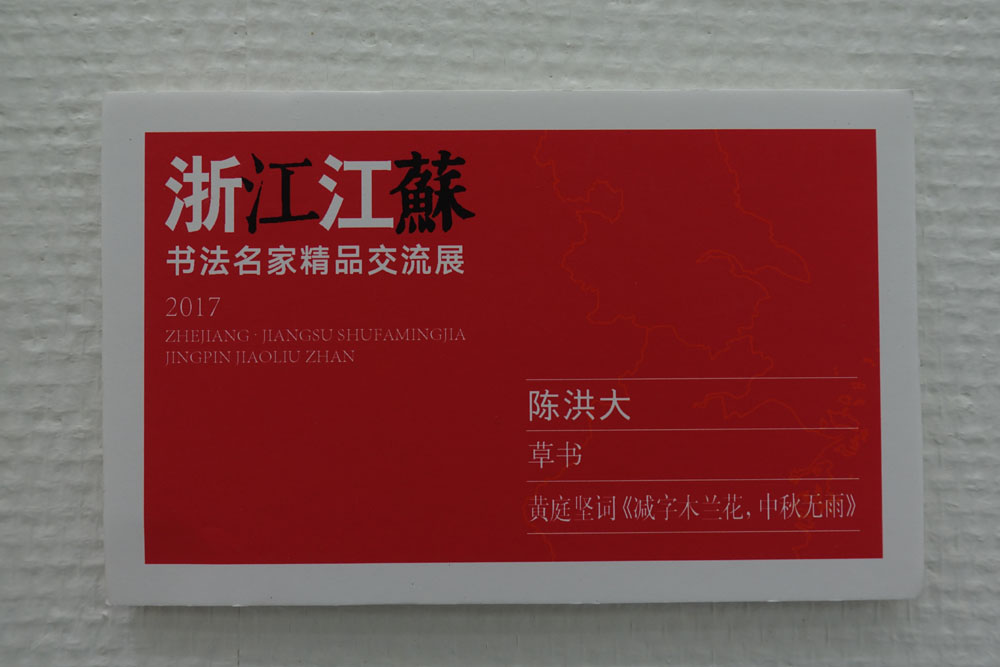 浙江江蘇
书法名家精品交流展
2017
ZHEJIANG · JIANGSU SHUFAMINGJIA
JINGPIN JIAOLIU ZHAN
陈洪大
草书
黄庭坚词《减字木兰花，中秋无雨》